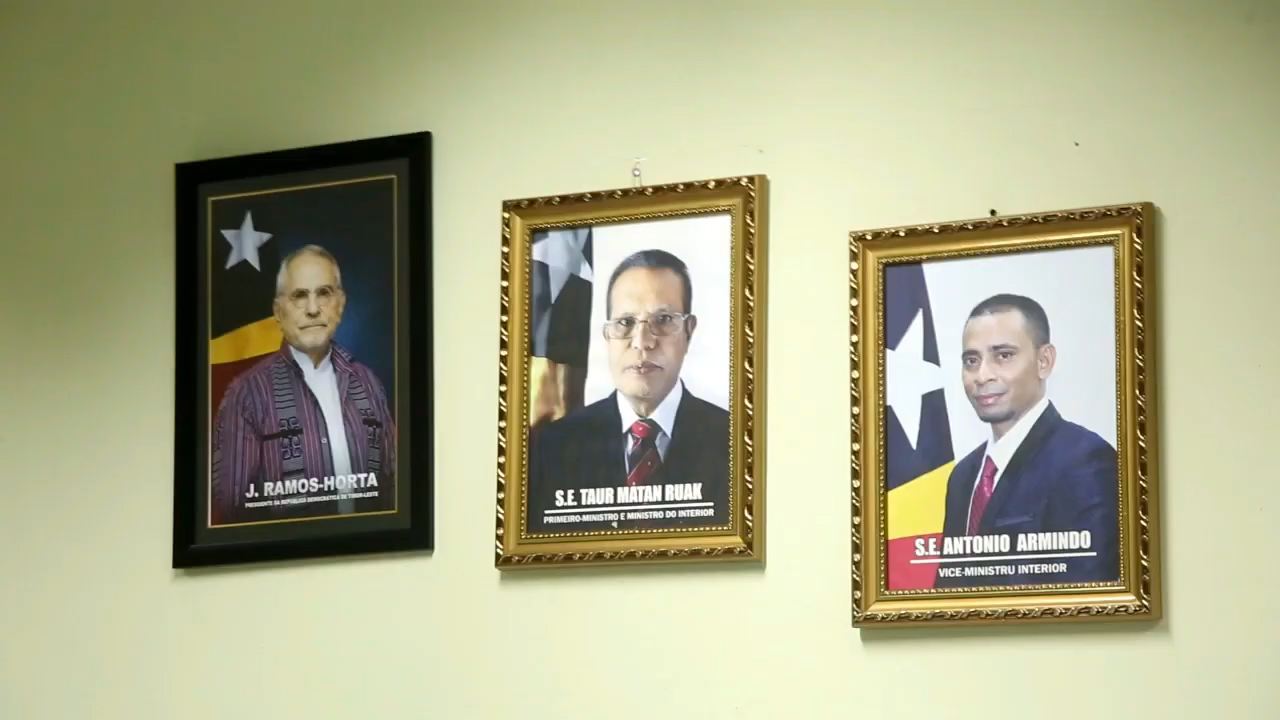 J. RAMOS-HORTA
PRESIDENTE DA REPÚBLICA DEMOCRÁTICA DE TIMOR-LESTE
S.E. TAUR MATAN RUAK
PRIMEIRO-MINISTRO E MINISTRO DO INTERIOR
S.E. ANTONIO ARMINDO
VICE-MINISTRU INTERIOR